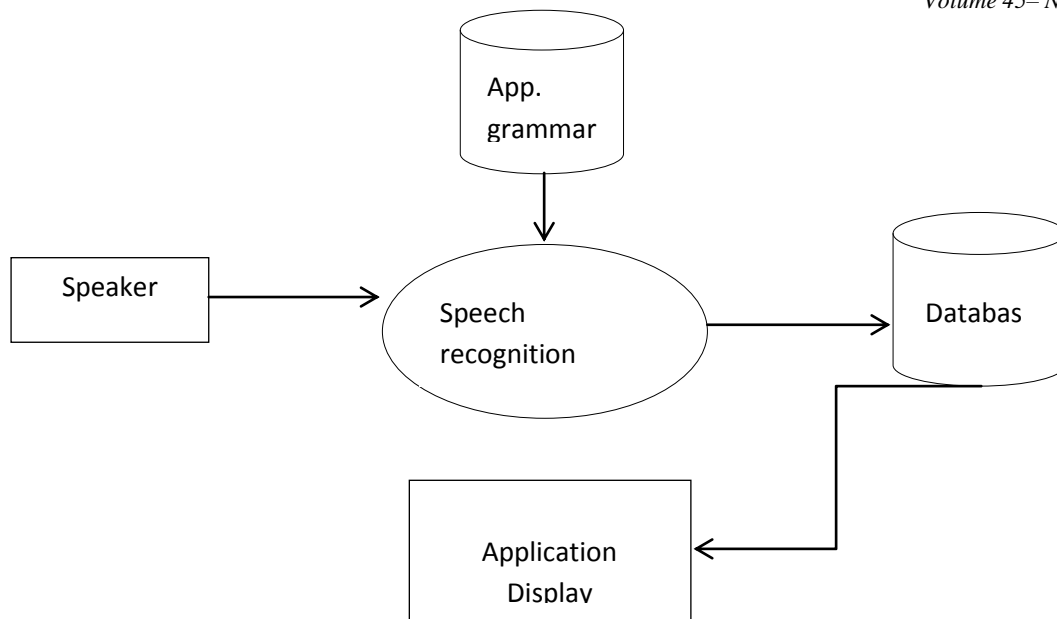 Volume 45– N
App.
grammar
Speaker
Speech
recognition
Databas
Application
Display